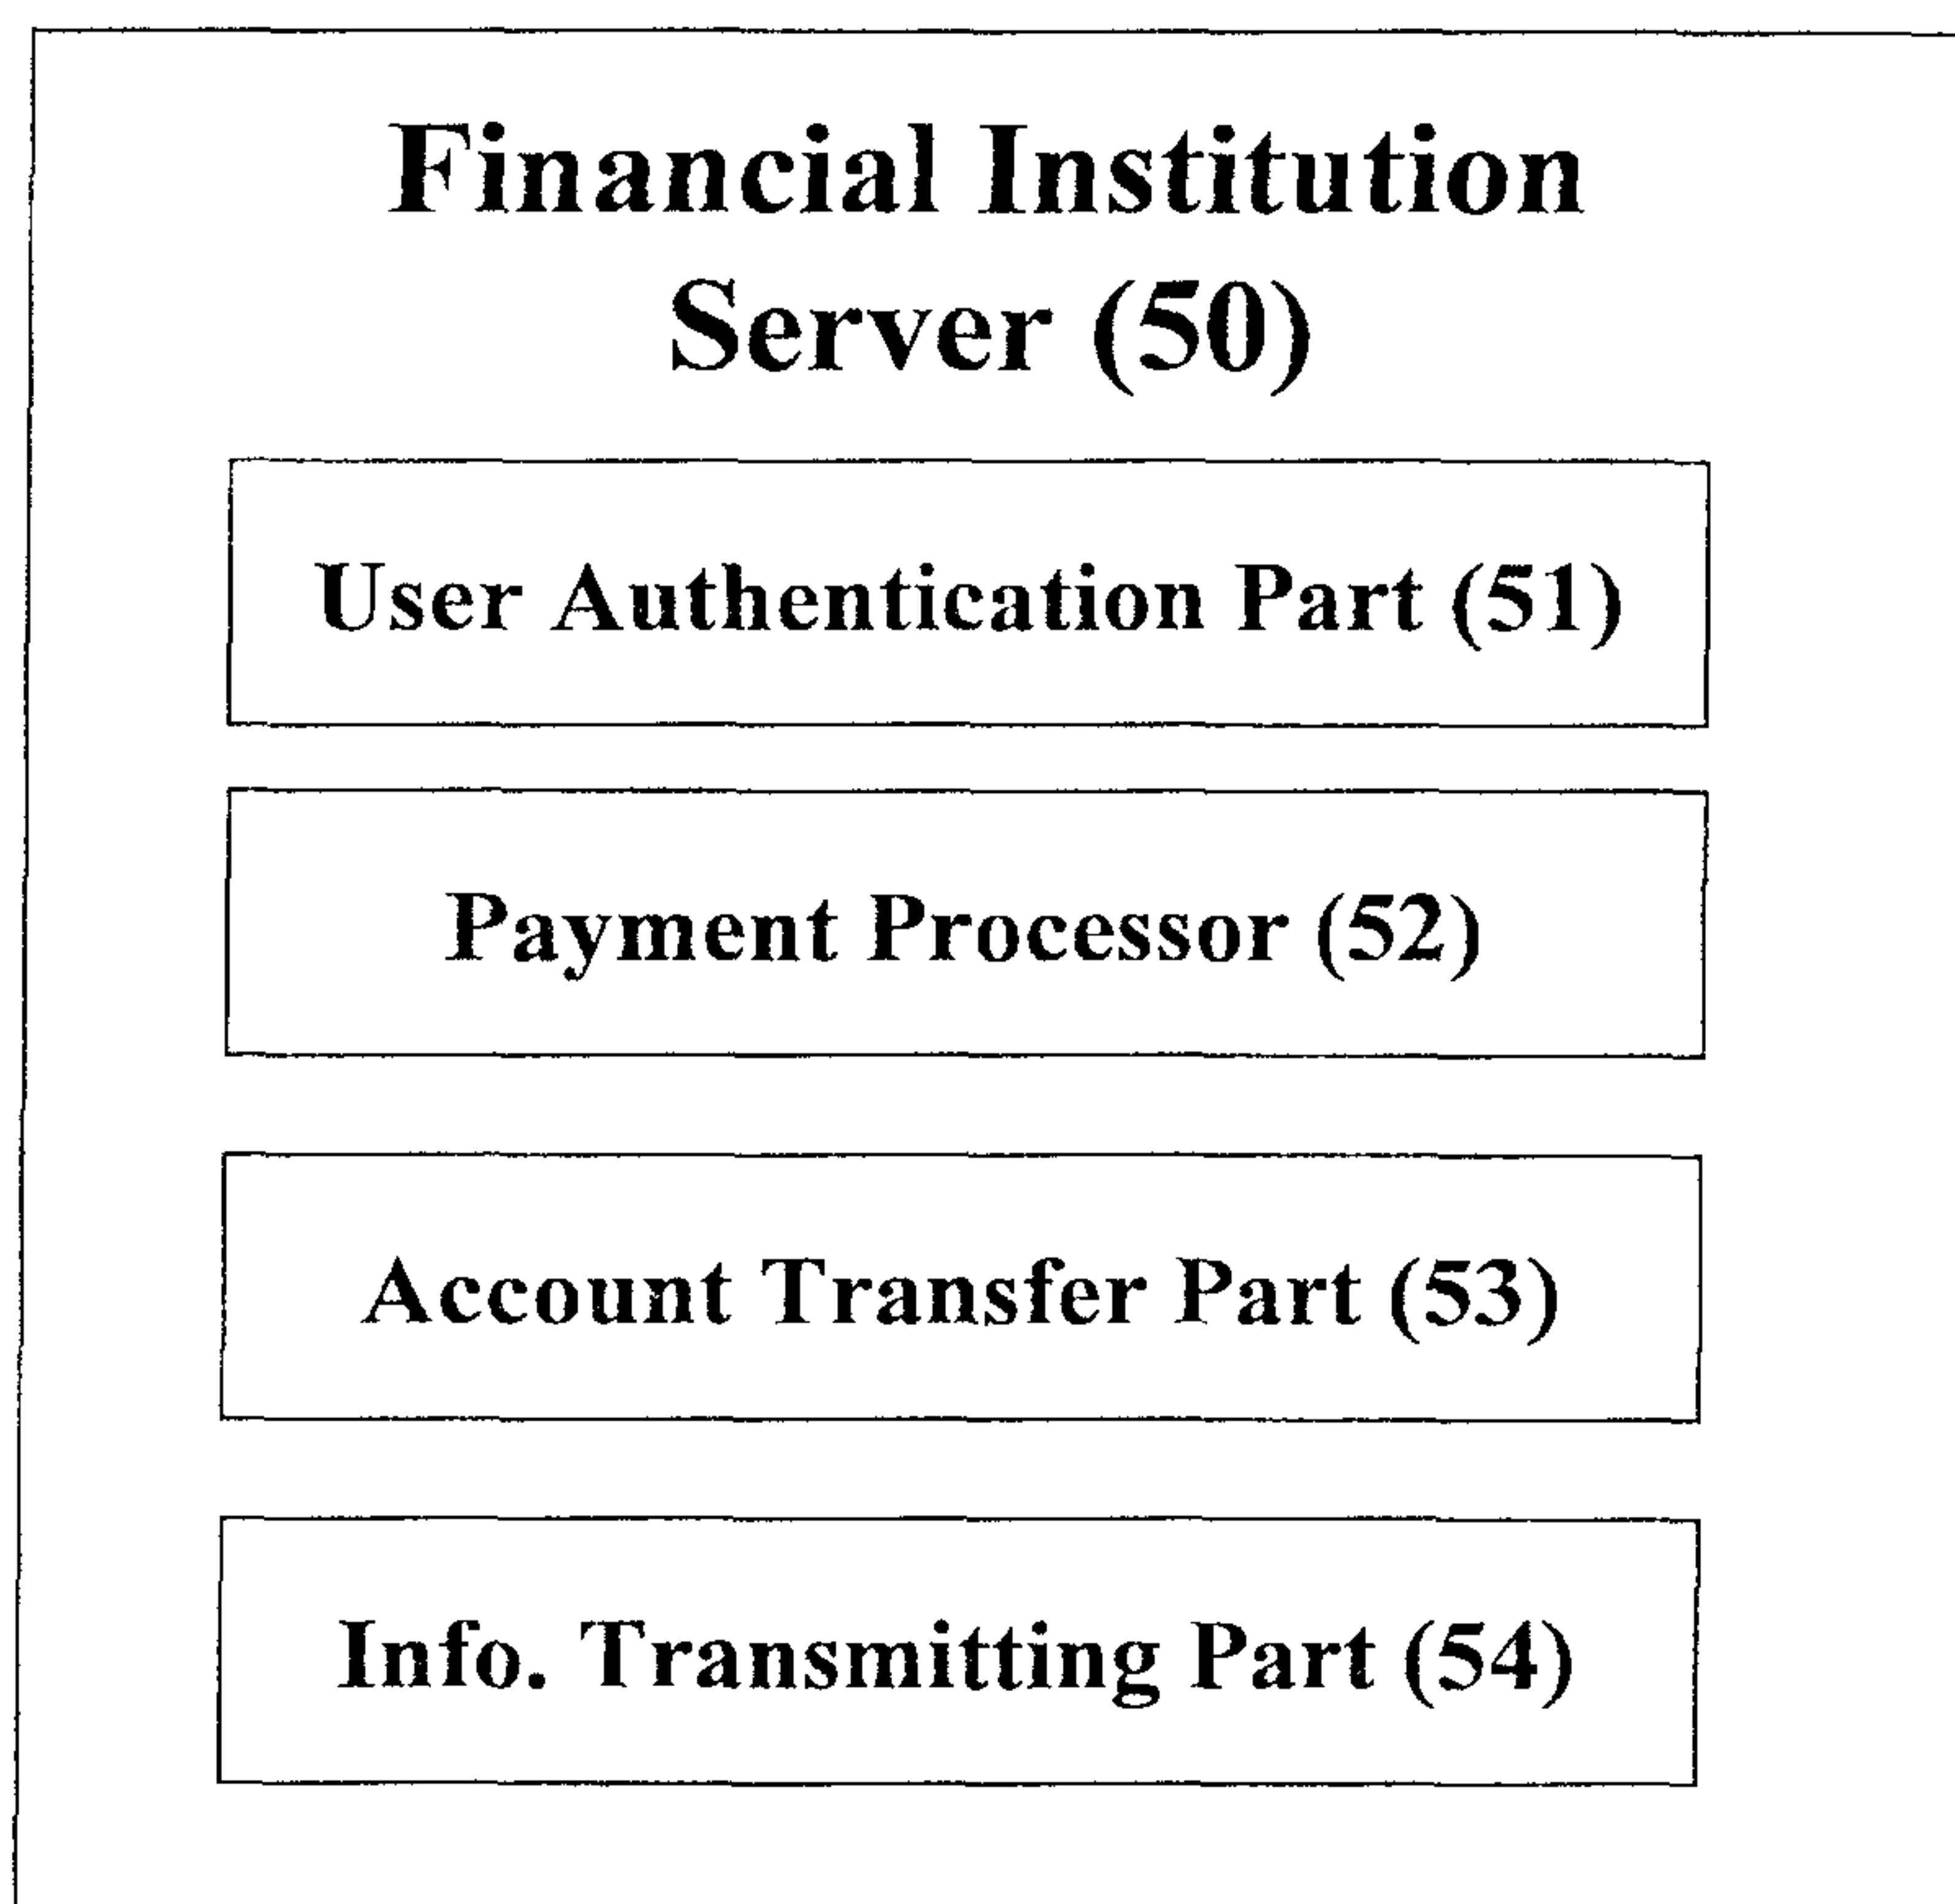 Financial Institution
Server (50)
User Authentication Part (51)
Payment Processor (52)
Account Transfer Part (53)
Info. Transmitting Part (54)